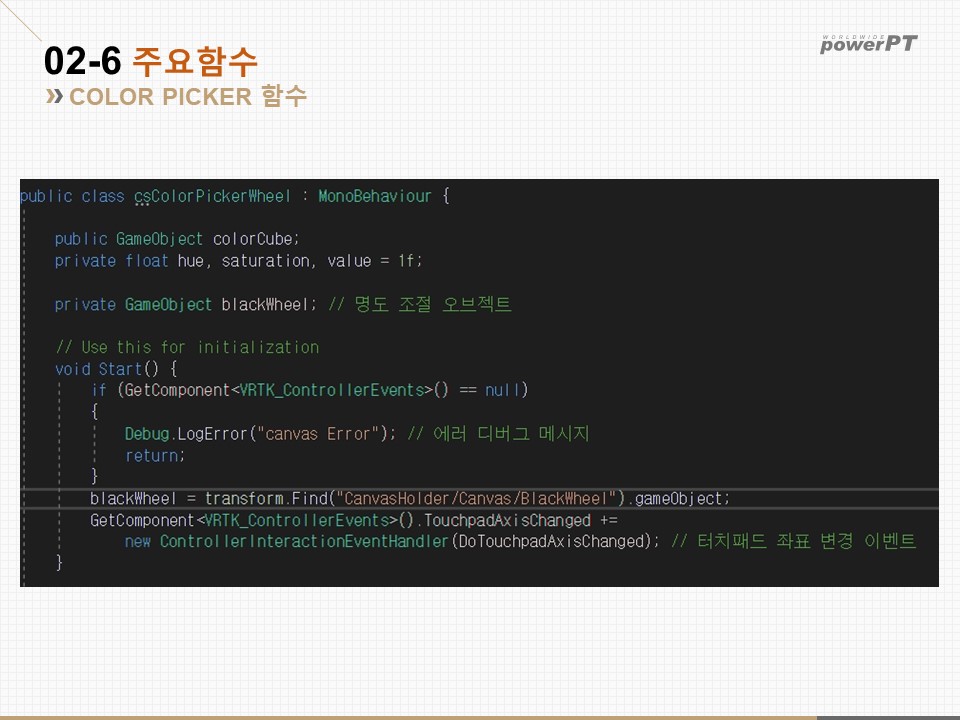 02-6 주요함수
WORLDWIDE
powerPT
COLOR PICKER 함수
public class csColorPickerWheel : MonoBehaviour {
public GameObject colorCube;
private float hue, saturation, value = 1f;
private GameObject blackWheel; // 명도 조절 오브젝트
// Use this for initialization
void Start() {
if (GetComponent<VRTK_ControllerEvents>() == null)
{
Debug.LogError("canvas Error"); // 에러 디버그 메시지
return;
}
blackWheel = transform.Find("CanvasHolder/Canvas/BlackWheel").gameObject;
GetComponent<VRTK_ControllerEvents>().TouchpadAxisChanged +=
new ControllerInteractionEventHandler(DoTouchpadAxisChanged); // 터치패드 좌표 변경 이벤트
}